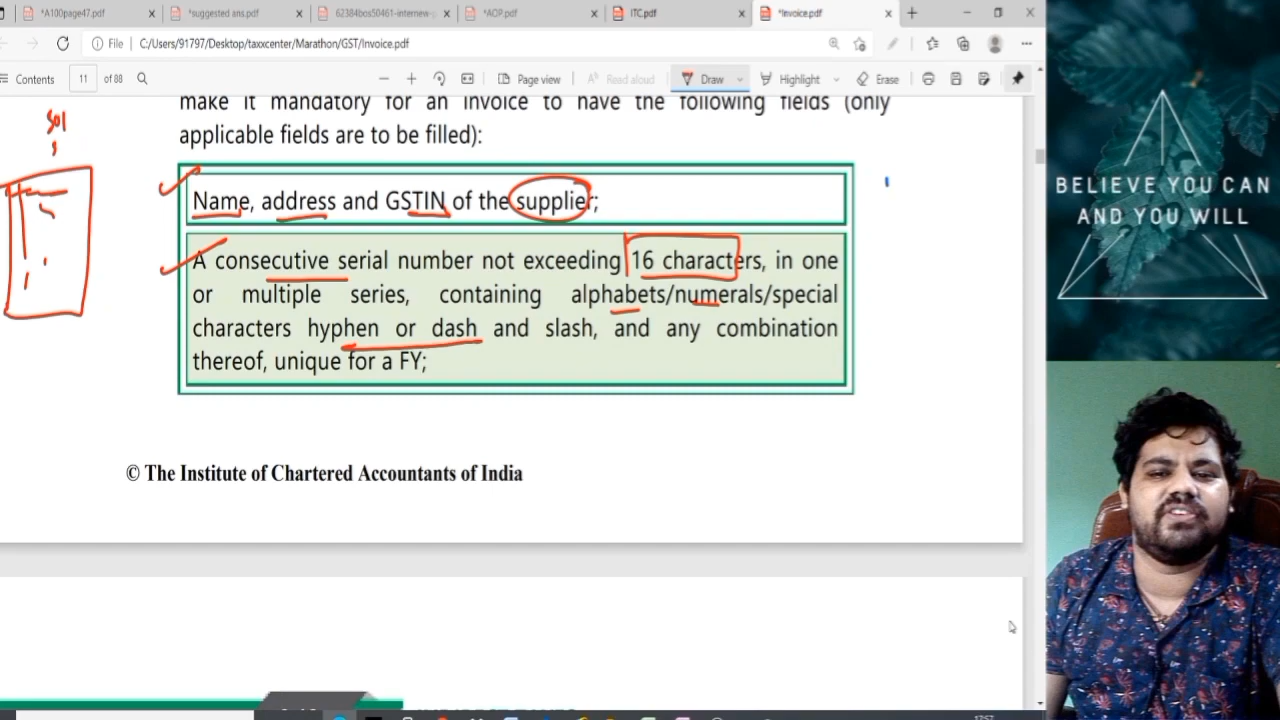 *A100page47.pdf
*suggested ans.pdf
62384bos50461-internew-
*AOP.pdf
ITC.pdf
*Invoice.pdf
File
C:/Users/91797/Desktop/taxxcenter/Marathon/GST/Invoice.pdf
Contents
11
of 88
Page view
Read aloud
Draw
Highlight
Erase
make it mandatory for an invoice to have the following fields (only
applicable fields are to be filled):
Name, address and GSTIN of the supplier;
A consecutive serial number not exceeding 16 characters, in one
or multiple series, containing alphabets/numerals/special
characters hyphen or dash and slash, and any combination
thereof, unique for a FY;
© The Institute of Chartered Accountants of India
BELIEVE YOU CAN
AND YOU WILL